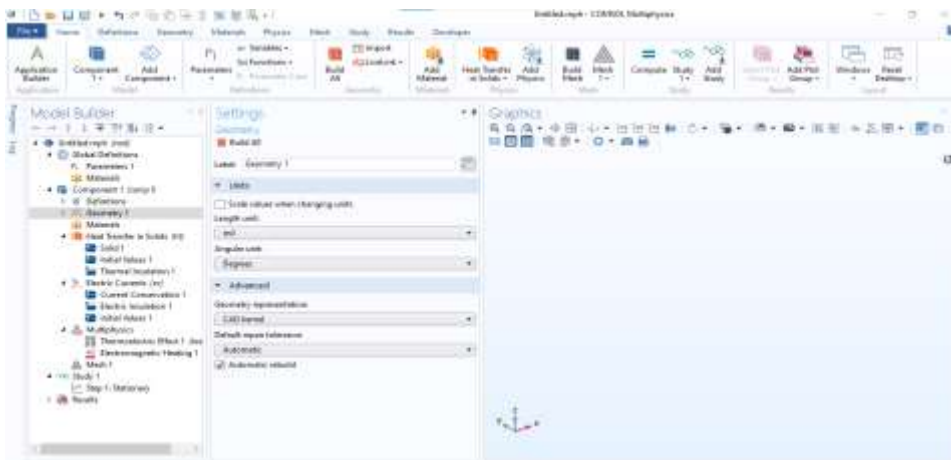 Untitled.mph - COMSOL Multiphysics
File Home Definitions Geometry Materials Physics Mesh Study Results Developer
Application Builder
Component 1
Add Component
Parameters
Variables
Functions
Parameter Case
Build All
Import
LiveLink
Add Material
Heat Transfer in Solids
Add Physics
Build Mesh
Mesh 1
Compute
Study 1
Add Study
Add Plot Group
Windows
Reset Desktop
Application
Model
Definitions
Geometry
Materials
Physics
Mesh
Study
Results
Layout
Model Builder
Untitled.mph (root)
Global Definitions
Parameters 1
Materials
Component 1 (comp 1)
Definitions
Geometry 1
Materials
Heat Transfer in Solids (ht)
Solid 1
Initial Values 1
Thermal Insulation 1
Electric Currents (ec)
Current Conservation 1
Electric Insulation 1
Initial Values 1
Multiphysics
Thermoelectric Effect 1
Electromagnetic Heating 1
Mesh 1
Study 1
Step 1: Stationary
Results
Settings
Geometry
Build All
Label: Geometry 1
Units
Scale values when changing units
Length unit:
Angular unit:
Degrees
Advanced
Geometry representation:
CAD kernel
Default repair tolerance:
Automatic
Automatic rebuild
Graphics